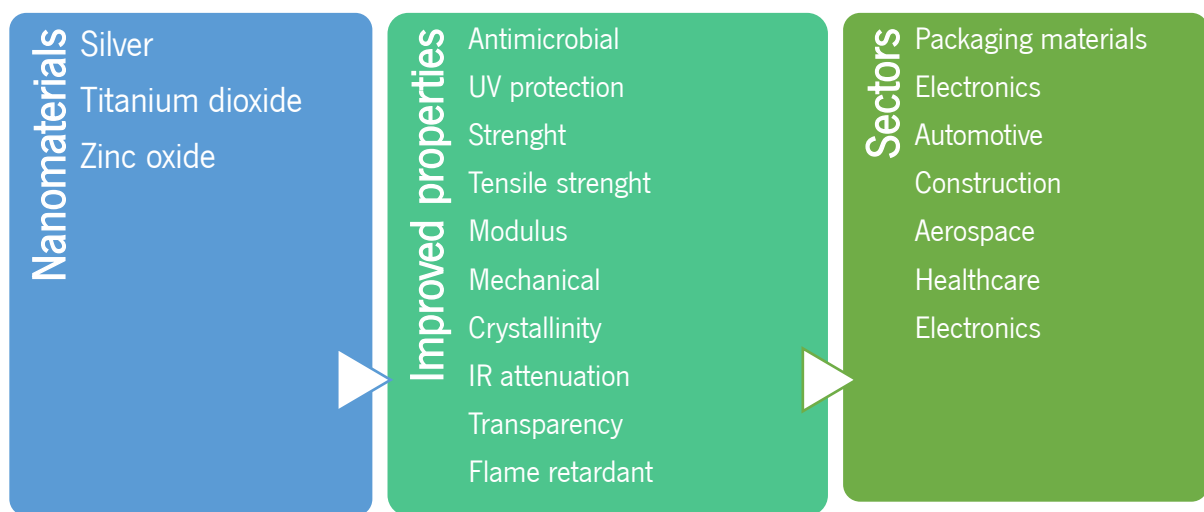 Nanomaterials
Silver
Titanium dioxide
Zinc oxide
Improved properties
Antimicrobial
UV protection
Strenght
Tensile strenght
Modulus
Mechanical
Crystallinity
IR attenuation
Transparency
Flame retardant
Sectors
Packaging materials
Electronics
Automotive
Construction
Aerospace
Healthcare
Electronics